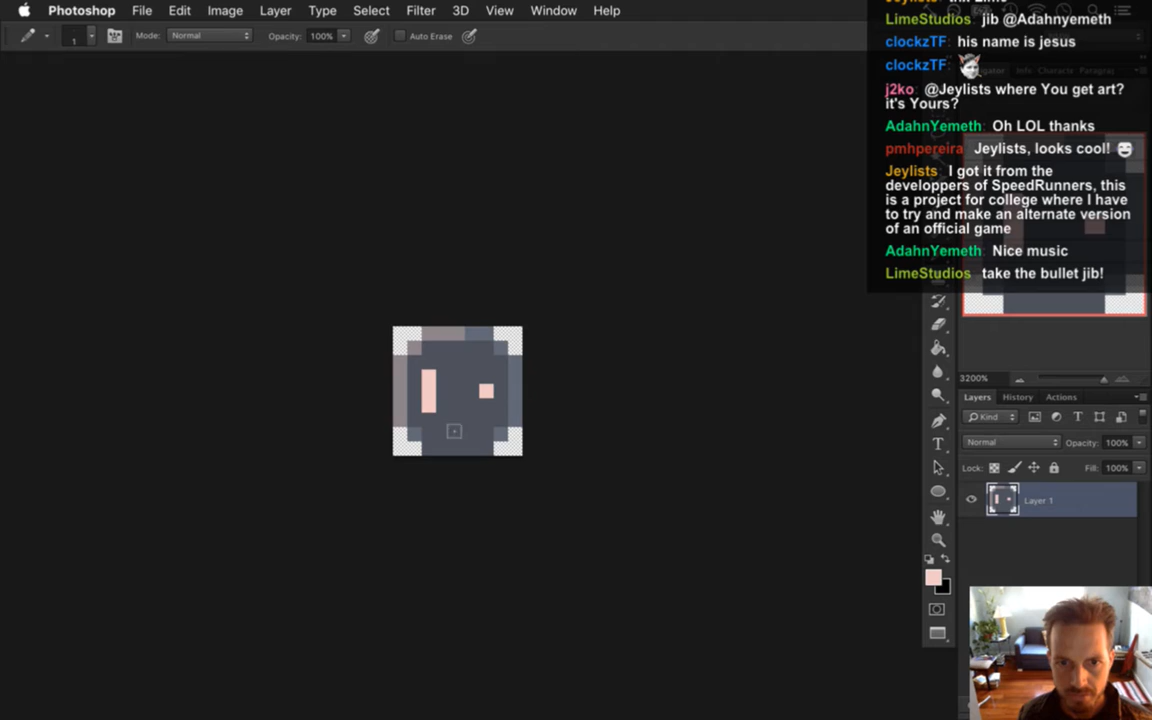 Photoshop File Edit Image Layer Type Select Filter 3D View Window Help
1 Mode: Normal Opacity: 100% Auto Erase
LimeStudios: jib @Adahnyemeth
clockzTF: his name is jesus
clockzTF:
j2ko: @Jeylists where You get art?
it's Yours?
AdahnYemeth: Oh LOL thanks
pmhpereira: Jeylists, looks cool!
Jeylists: I got it from the
developpers of SpeedRunners, this
is a project for college where I have
to try and make an alternate version
of an official game
AdahnYemeth: Nice music
LimeStudios: take the bullet jib!
3200%
Layers History Actions
Kind
Normal Opacity: 100%
Lock: Fill: 100%
Layer 1